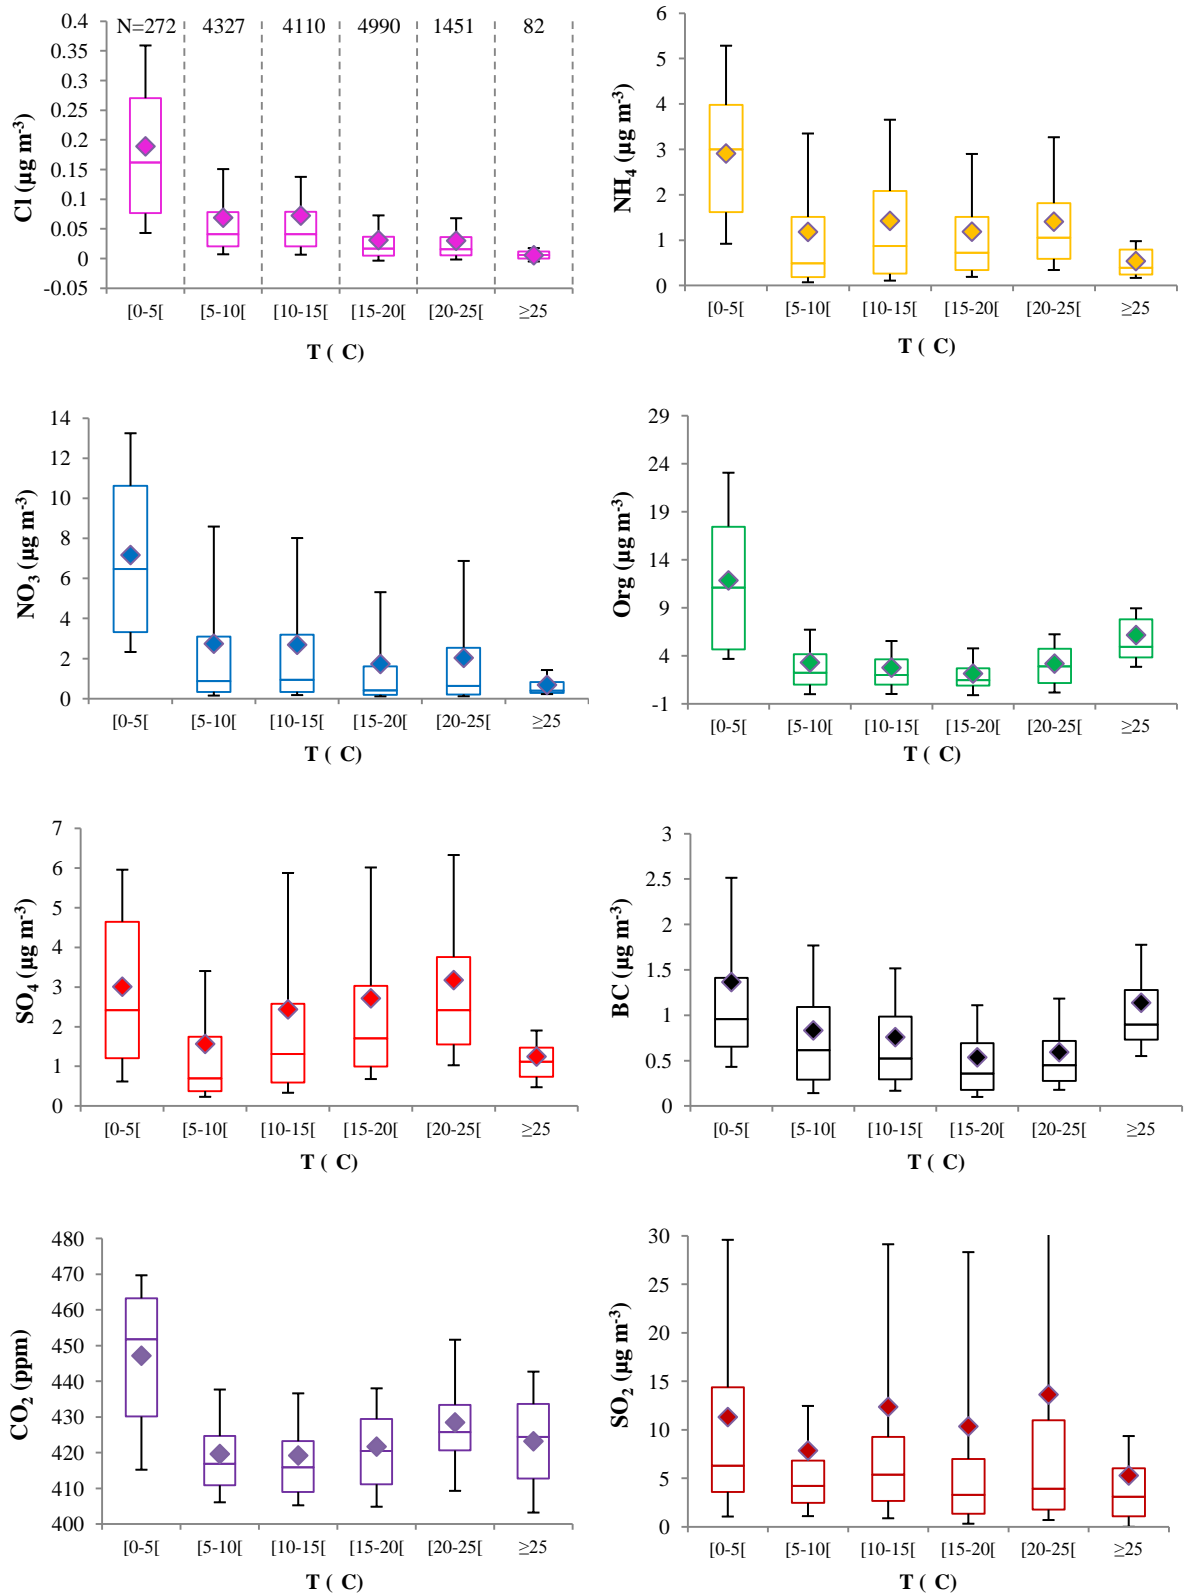 N=272 4327 4110 4990 1451 82
Cl (µg m-3)
0.4
0.35
0.3
0.25
0.2
0.15
0.1
0.05
0
-0.05
[0-5[ [5-10[ [10-15[ [15-20[ [20-25[ ≥25
T ( C)
NH4 (µg m-3)
6
5
4
3
2
1
0
[0-5[ [5-10[ [10-15[ [15-20[ [20-25[ ≥25
T ( C)
NO3 (µg m-3)
14
12
10
8
6
4
2
0
[0-5[ [5-10[ [10-15[ [15-20[ [20-25[ ≥25
T ( C)
Org (µg m-3)
29
24
19
14
9
4
-1
[0-5[ [5-10[ [10-15[ [15-20[ [20-25[ ≥25
T ( C)
SO4 (µg m-3)
7
6
5
4
3
2
1
0
[0-5[ [5-10[ [10-15[ [15-20[ [20-25[ ≥25
T ( C)
BC (µg m-3)
3
2.5
2
1.5
1
0.5
0
[0-5[ [5-10[ [10-15[ [15-20[ [20-25[ ≥25
T ( C)
CO2 (ppm)
480
470
460
450
440
430
420
410
400
[0-5[ [5-10[ [10-15[ [15-20[ [20-25[ ≥25
T ( C)
SO2 (µg m-3)
30
25
20
15
10
5
0
[0-5[ [5-10[ [10-15[ [15-20[ [20-25[ ≥25
T ( C)